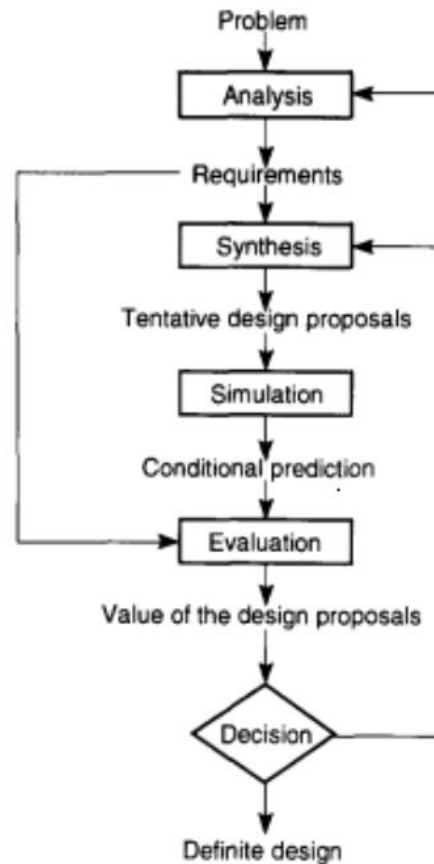 Problem
Analysis
Requirements
Synthesis
Tentative design proposals
Simulation
Conditional prediction
Evaluation
Value of the design proposals
Decision
Definite design